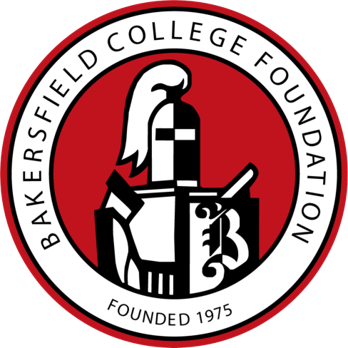 BAKERSFIELD COLLEGE FOUNDATION
B
FOUNDED 1975